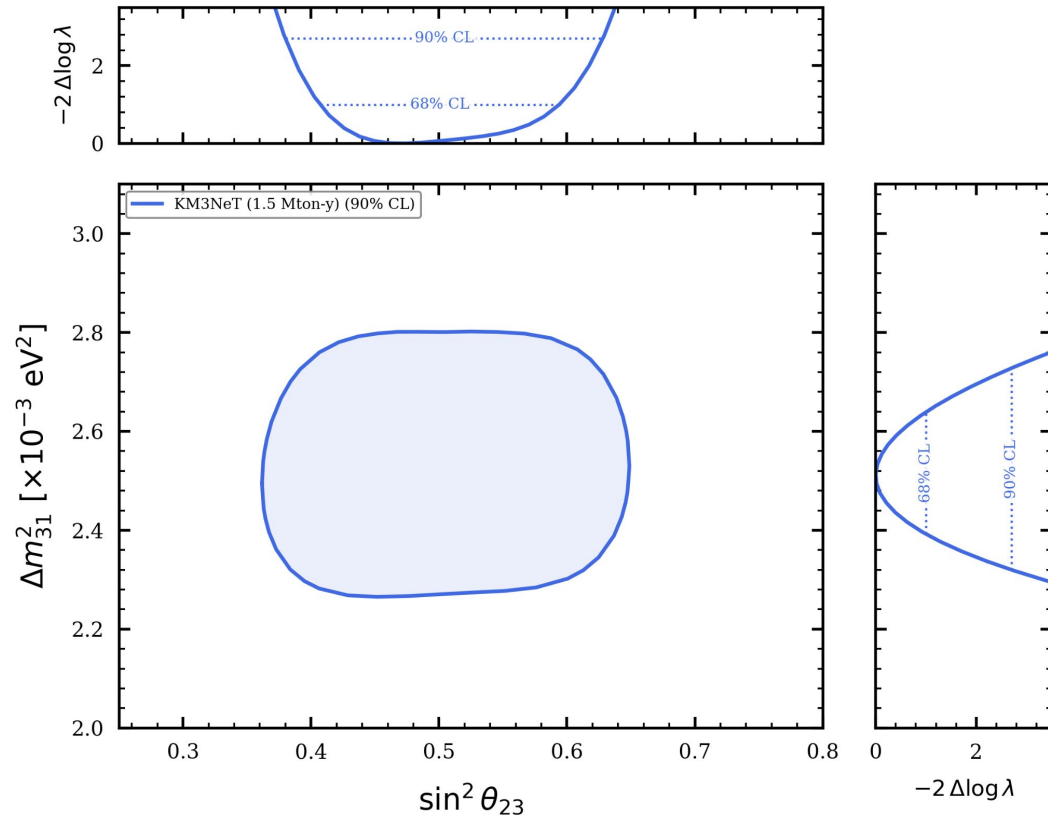 −2 Δlog λ
2
0
90% CL
68% CL
KM3NeT (1.5 Mton-y) (90% CL)
Δm²₃₁ [×10⁻³ eV²]
3.0
2.8
2.6
2.4
2.2
2.0
0.3 0.4 0.5 0.6 0.7 0.8
sin² θ₂₃
68% CL
90% CL
0 2
−2 Δlog λ